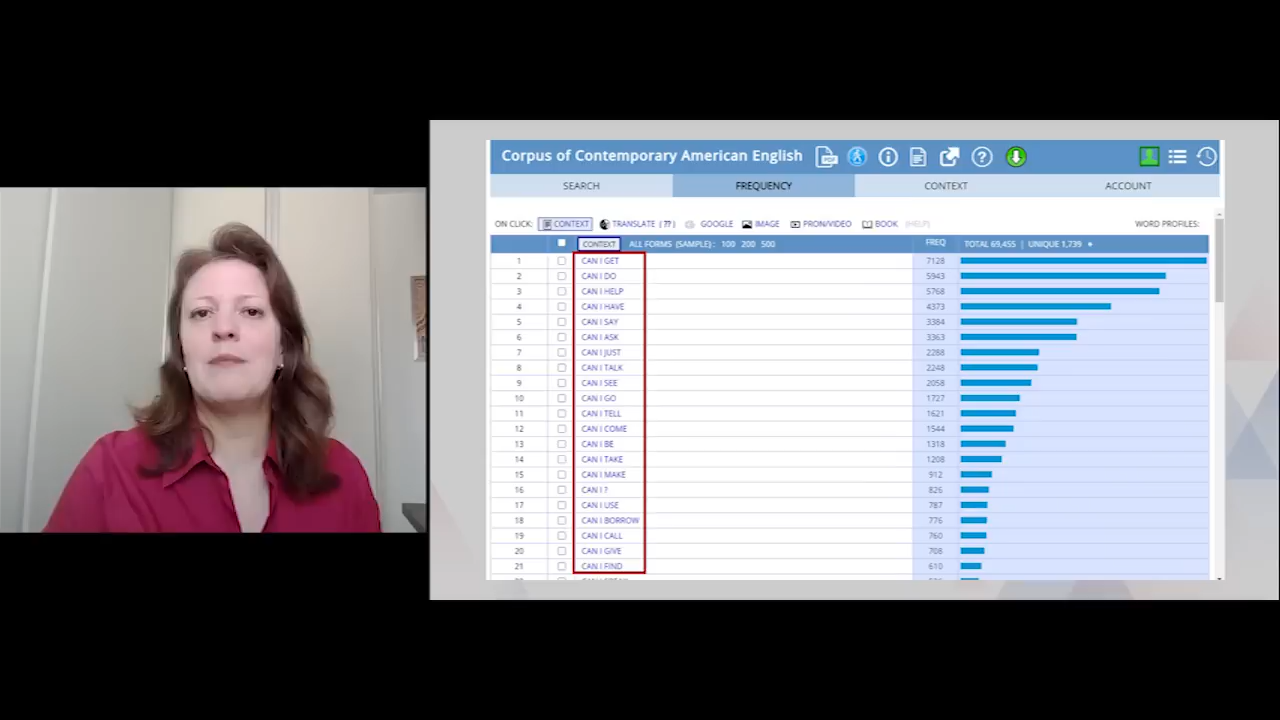 Corpus of Contemporary American English
SEARCH FREQUENCY CONTEXT ACCOUNT
ON CLICK: CONTEXT TRANSLATE (??) GOOGLE IMAGE PRON/VIDEO BOOK (HELP) WORD PROFILES:
CONTEXT ALL FORMS (SAMPLE): 100 200 500 FREQ TOTAL 69,455 | UNIQUE 1,739 +
1 CAN I GET 7128
2 CAN I DO 5943
3 CAN I HELP 5768
4 CAN I HAVE 4373
5 CAN I SAY 3384
6 CAN I ASK 3363
7 CAN I JUST 2288
8 CAN I TALK 2248
9 CAN I SEE 2058
10 CAN I GO 1727
11 CAN I TELL 1621
12 CAN I COME 1544
13 CAN I BE 1318
14 CAN I TAKE 1208
15 CAN I MAKE 912
16 CAN I ? 826
17 CAN I USE 787
18 CAN I BORROW 776
19 CAN I CALL 760
20 CAN I GIVE 708
21 CAN I FIND 610